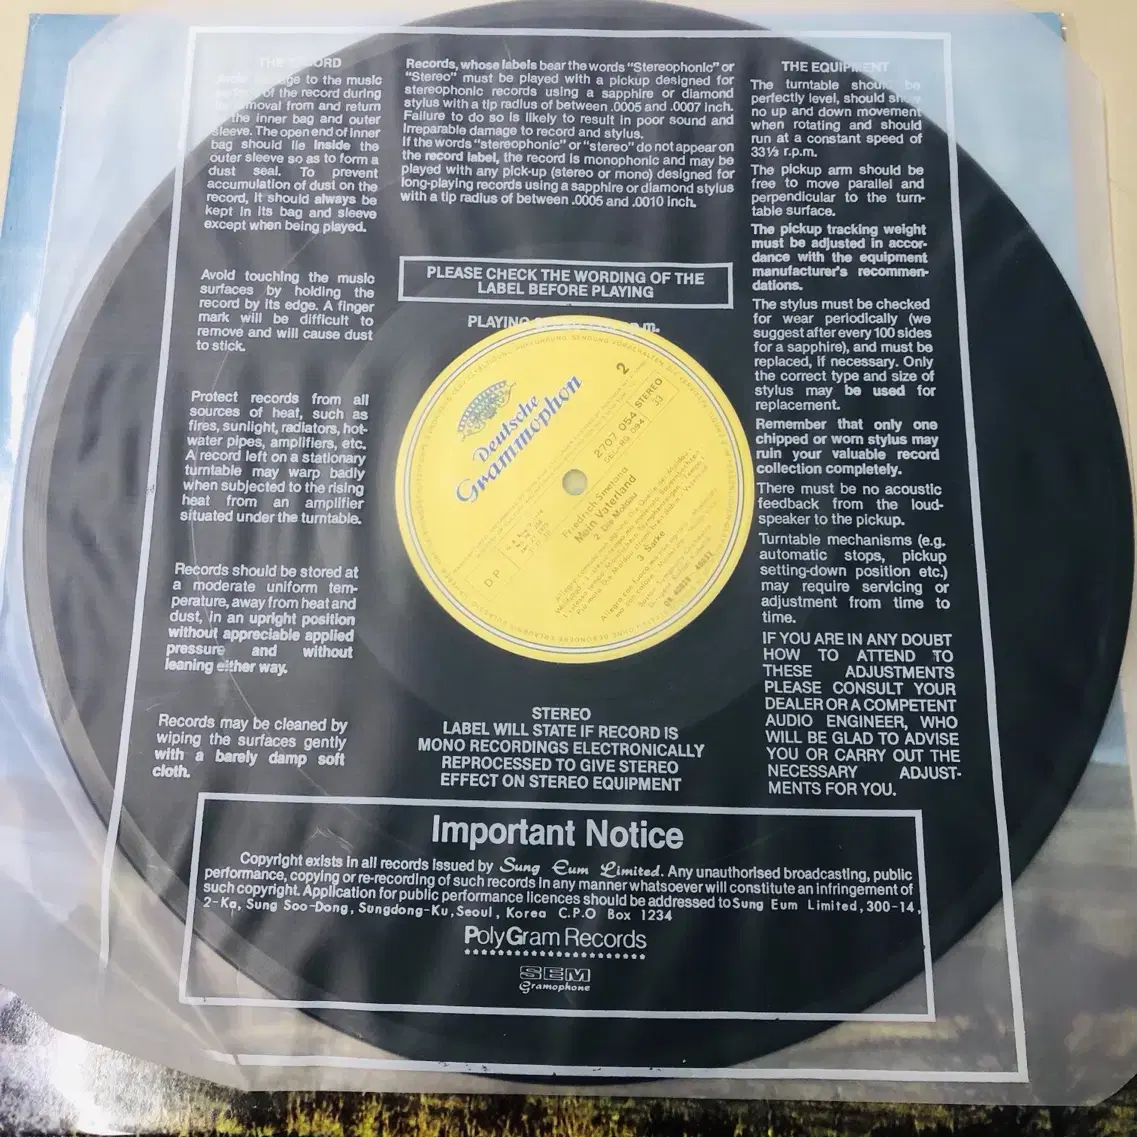 THE RECORD
Avoid damage to the music
of the record during
removal from and return
the inner bag and outer
sleeve. The open end of inner
bag should lie inside the
outer sleeve so as to form a
dust seal. To prevent
accumulation of dust on the
record, it should always be
kept in its bag and sleeve
except when being played.
Avoid touching the music
surfaces by holding the
record by its edge. A finger
mark will be difficult to
remove and will cause dust
to stick.
Protect records from all
sources of heat, such as
fires, sunlight, radiators, hot-
water pipes, amplifiers, etc.
A record left on a stationary
turntable may warp badly
when subjected to the rising
heat from an amplifier
situated under the turntable.
Records should be stored at
a moderate uniform tem-
perature, away from heat and
dust, in an upright position
without appreciable applied
pressure and without
leaning either way.
Records may be cleaned by
wiping the surfaces gently
with a barely damp soft
cloth.
Records, whose labels bear the words "Stereophonic" or
"Stereo" must be played with a pickup designed for
stereophonic records using a sapphire or diamond
stylus with a tip radius of between .0005 and .0007 inch.
Failure to do so is likely to result in poor sound and
irreparable damage to record and stylus.
If the words "stereophonic" or "stereo" do not appear on
the record label, the record is monophonic and may be
played with any pick-up (stereo or mono) designed for
long-playing records using a sapphire or diamond stylus
with a tip radius of between .0005 and .0010 inch.
PLEASE CHECK THE WORDING OF THE
LABEL BEFORE PLAYING
PLAYING
Deutsche
Grammophon
2
2707 054 STEREO
33
Friedrich Smetana
Mein Vaterland
2. Die Moldau
3. Sarka
DP
STEREO
LABEL WILL STATE IF RECORD IS
MONO RECORDINGS ELECTRONICALLY
REPROCESSED TO GIVE STEREO
EFFECT ON STEREO EQUIPMENT
THE EQUIPMENT
The turntable should be
perfectly level, should show
no up and down movement
when rotating and should
run at a constant speed of
33⅓ r.p.m.
The pickup arm should be
free to move parallel and
perpendicular to the turn-
table surface.
The pickup tracking weight
must be adjusted in accor-
dance with the equipment
manufacturer's recommen-
dations.
The stylus must be checked
for wear periodically (we
suggest after every 100 sides
for a sapphire), and must be
replaced, if necessary. Only
the correct type and size of
stylus may be used for
replacement.
Remember that only one
chipped or worn stylus may
ruin your valuable record
collection completely.
There must be no acoustic
feedback from the loud-
speaker to the pickup.
Turntable mechanisms (e.g.
automatic stops, pickup
setting-down position etc.)
may require servicing or
adjustment from time to
time.
IF YOU ARE IN ANY DOUBT
HOW TO ATTEND TO
THESE ADJUSTMENTS
PLEASE CONSULT YOUR
DEALER OR A COMPETENT
AUDIO ENGINEER, WHO
WILL BE GLAD TO ADVISE
YOU OR CARRY OUT THE
NECESSARY ADJUST-
MENTS FOR YOU.
Important Notice
Copyright exists in all records issued by Sung Eum Limited. Any unauthorised broadcasting, public
performance, copying or re-recording of such records in any manner whatsoever will constitute an infringement of
such copyright. Application for public performance licences should be addressed to Sung Eum Limited, 300-14,
2-Ka, Sung Soo-Dong, Sungdong-Ku, Seoul, Korea C.P.O Box 1234
PolyGram Records
SEM
Gramophone